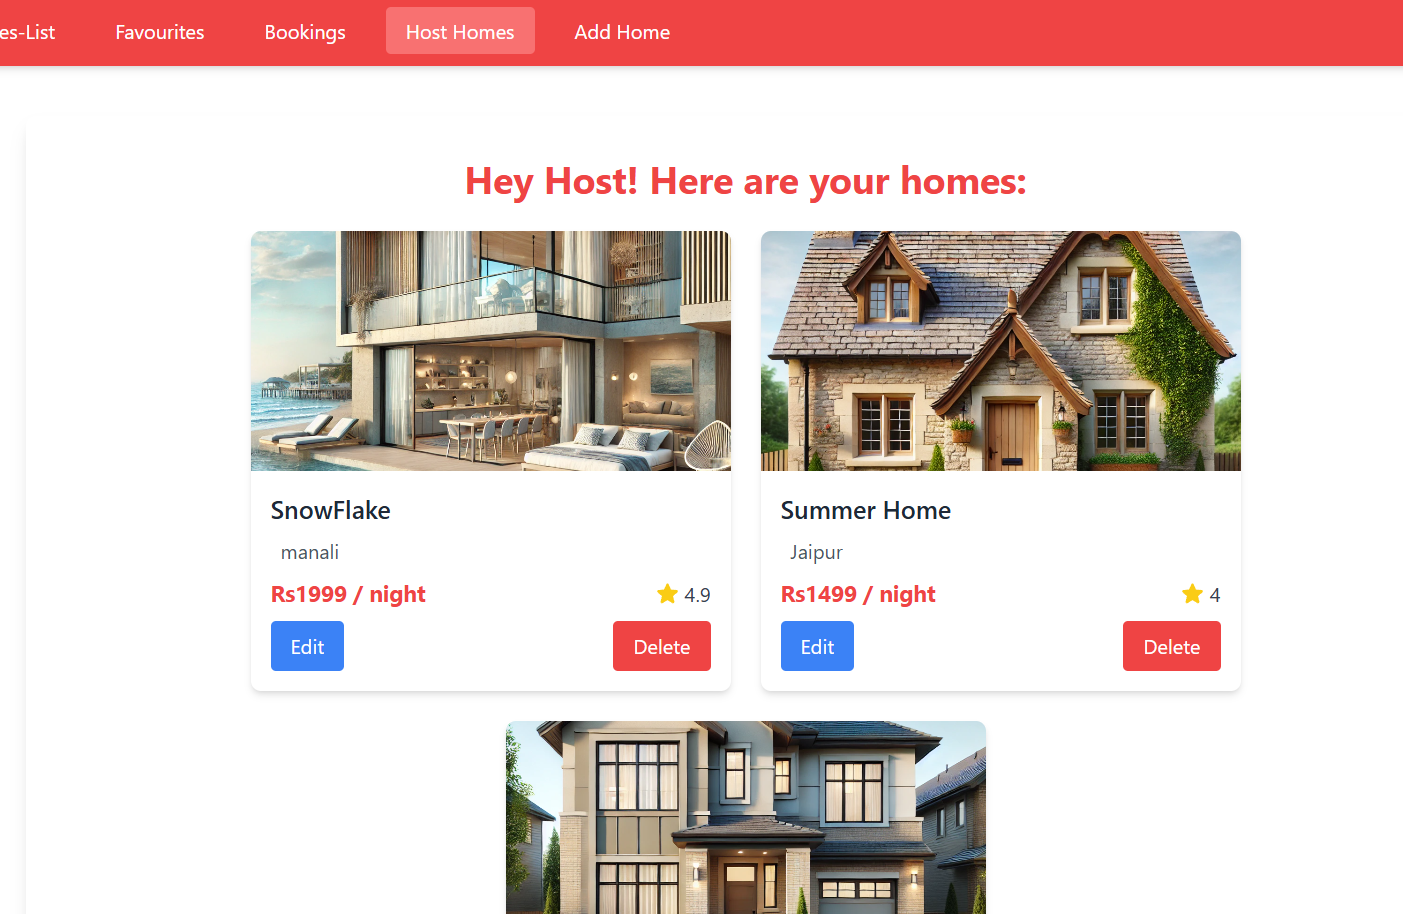 es-List Favourites Bookings Host Homes Add Home
Hey Host! Here are your homes:
SnowFlake
manali
Rs1999 / night 4.9
Edit Delete
Summer Home
Jaipur
Rs1499 / night 4
Edit Delete